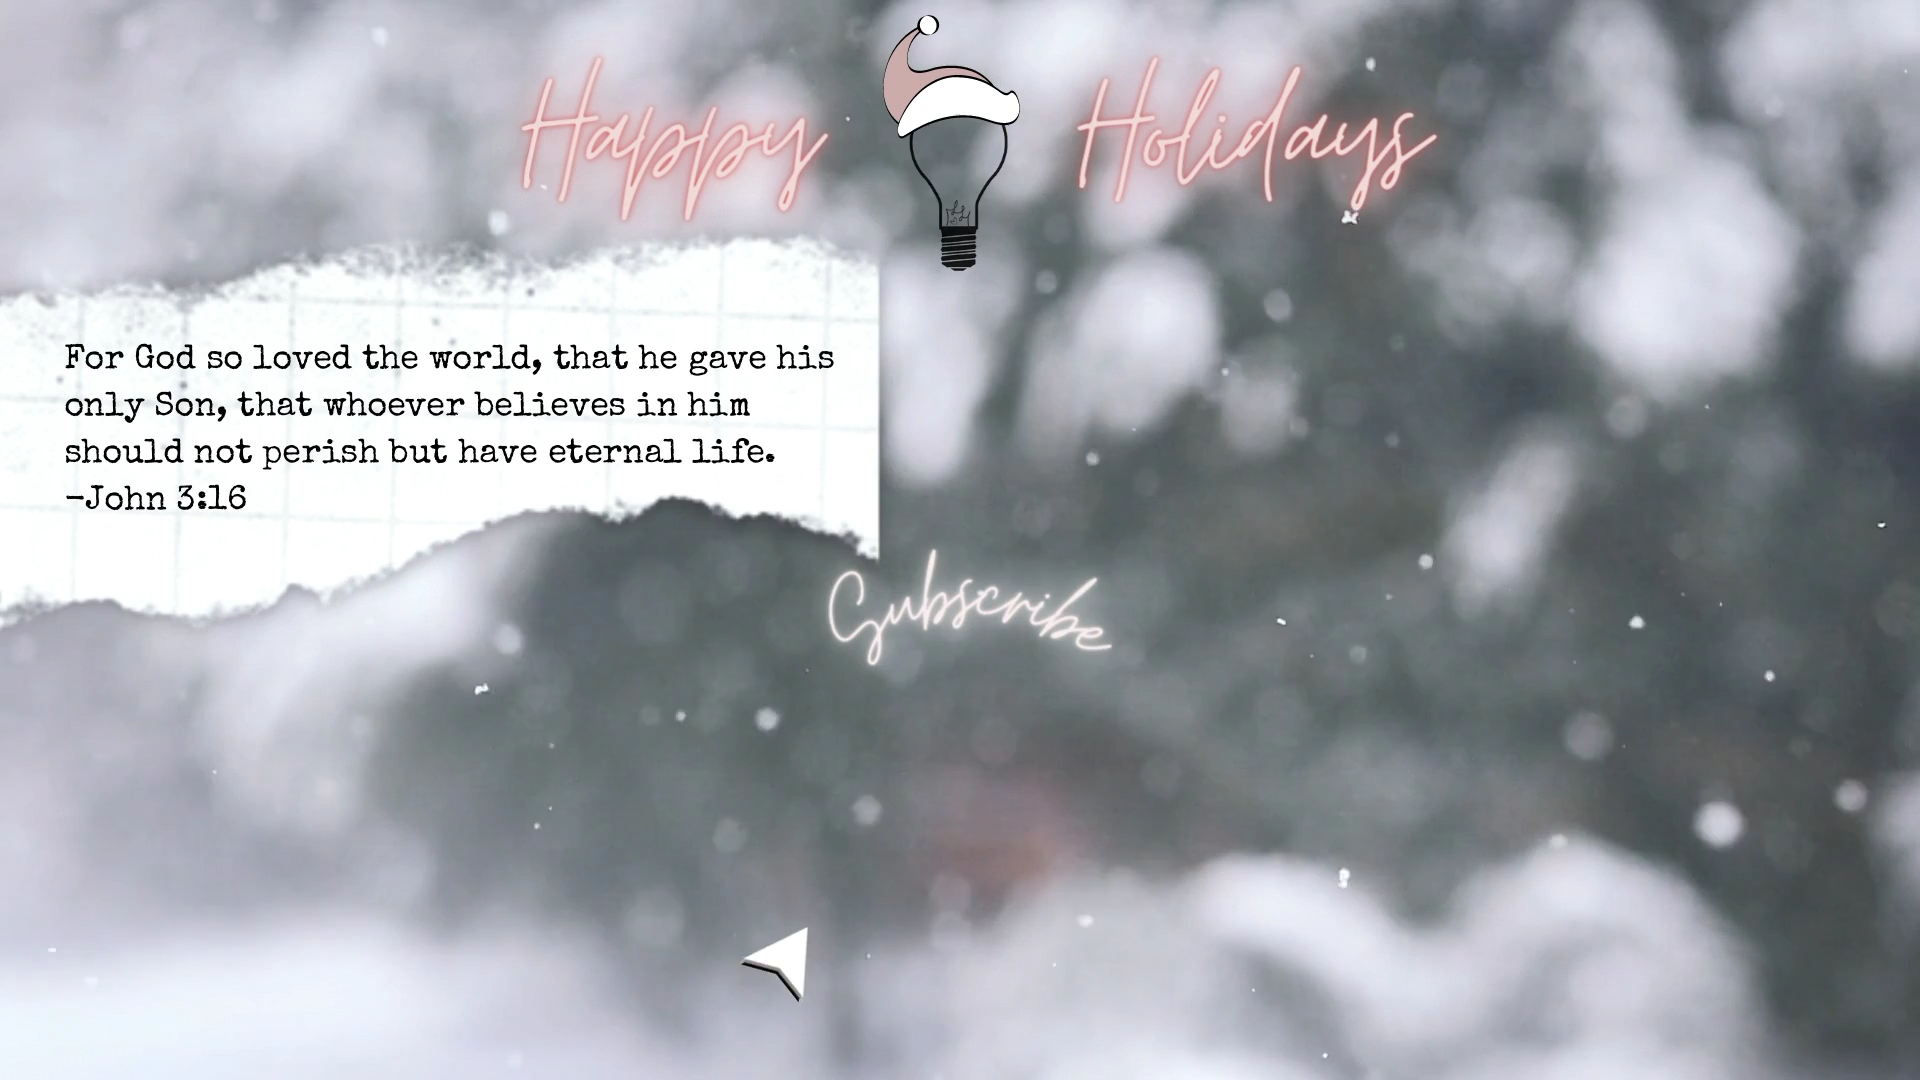 Happy Holidays
For God so loved the world, that he gave his
only Son, that whoever believes in him
should not perish but have eternal life.
-John 3:16
Subscribe